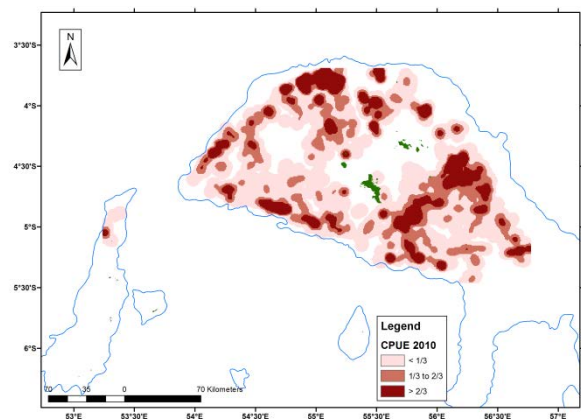 N
3°30'S
4°S
4°30'S
5°S
5°30'S
6°S
Legend
CPUE 2010
< 1/3
1/3 to 2/3
> 2/3
70 35 0 70 Kilometers
53°E 53°30'E 54°E 54°30'E 55°E 55°30'E 56°E 56°30'E 57°E